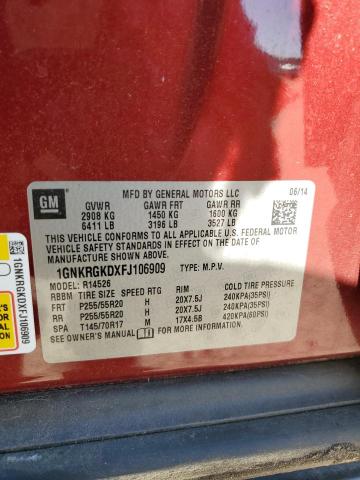 MFD BY GENERAL MOTORS LLC 06/14
GM
GVWR GAWR FRT GAWR RR
2908 KG 1450 KG 1600 KG
6411 LB 3196 LB 3527 LB
THIS VEHICLE CONFORMS TO ALL APPLICABLE U.S. FEDERAL MOTOR
VEHICLE SAFETY STANDARDS IN EFFECT ON THE DATE OF
MANUFACTURE SHOWN ABOVE.
1GNKRGKDXFJ106909 TYPE: M.P.V.
MODEL: R14526
RBBM TIRE SIZE SPEED RTG RIM COLD TIRE PRESSURE
FRT P255/55R20 H 20X7.5J 240KPA(35PSI)
RR P255/55R20 H 20X7.5J 240KPA(35PSI)
SPA T145/70R17 M 17X4.5B 420KPA(60PSI)
SEE OWNER'S MANUAL
1GNKRGKDXFJ106909